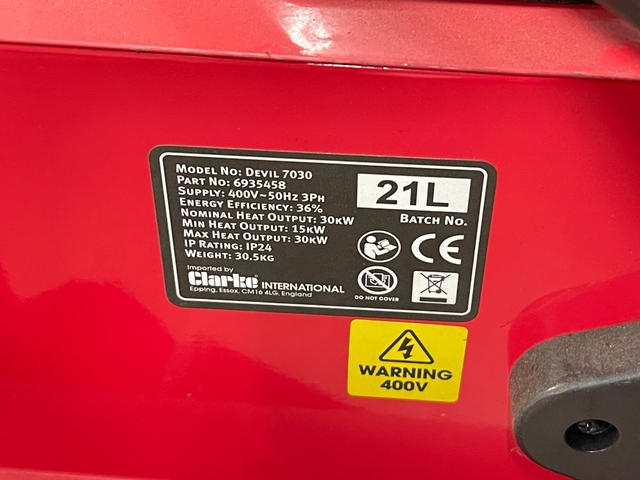 Model No: Devil 7030
Part No: 6935458
Supply: 400V~50Hz 3Ph
Energy Efficiency: 36%
Nominal Heat Output: 30kW
Min Heat Output: 15kW
Max Heat Output: 30kW
IP Rating: IP24
Weight: 30.5kg
21L
Batch No.
CE
DO NOT COVER
Imported by
Clarke INTERNATIONAL
Epping, Essex, CM16 4LG, England
WARNING
400V